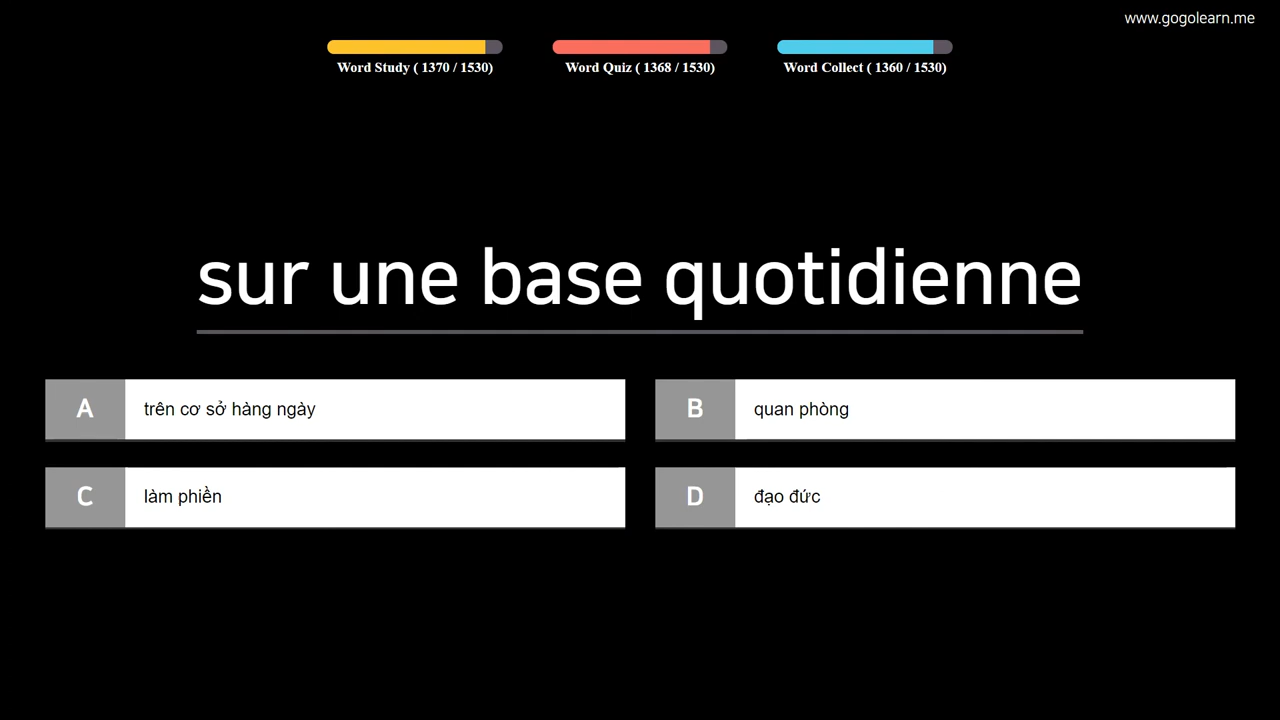 www.gogolearn.me
Word Study ( 1370 / 1530)
Word Quiz ( 1368 / 1530)
Word Collect ( 1360 / 1530)
sur une base quotidienne
A trên cơ sở hàng ngày
B quan phòng
C làm phiền
D đạo đức